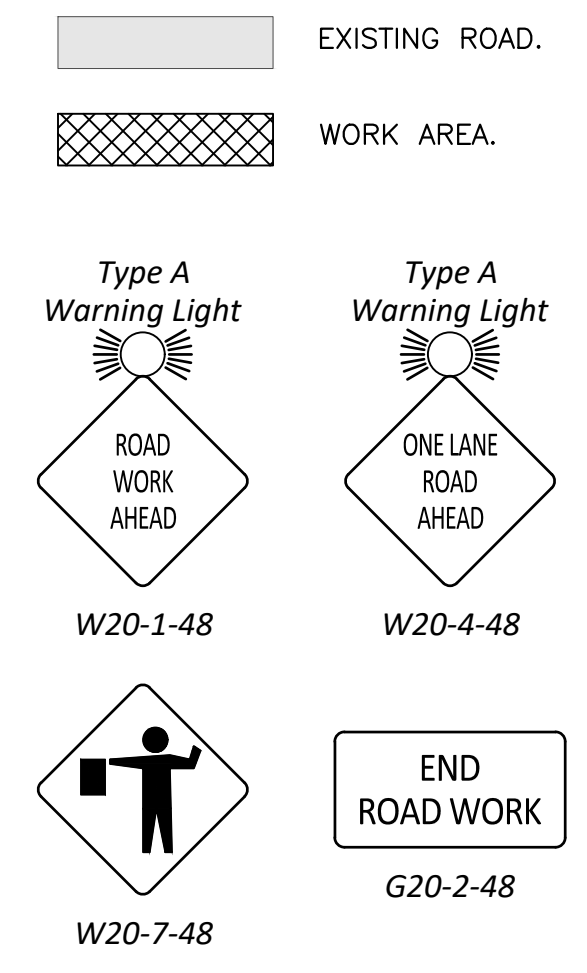 EXISTING ROAD.
WORK AREA.
Type A
Warning Light
ROAD
WORK
AHEAD
W20-1-48
Type A
Warning Light
ONE LANE
ROAD
AHEAD
W20-4-48
W20-7-48
END
ROAD WORK
G20-2-48